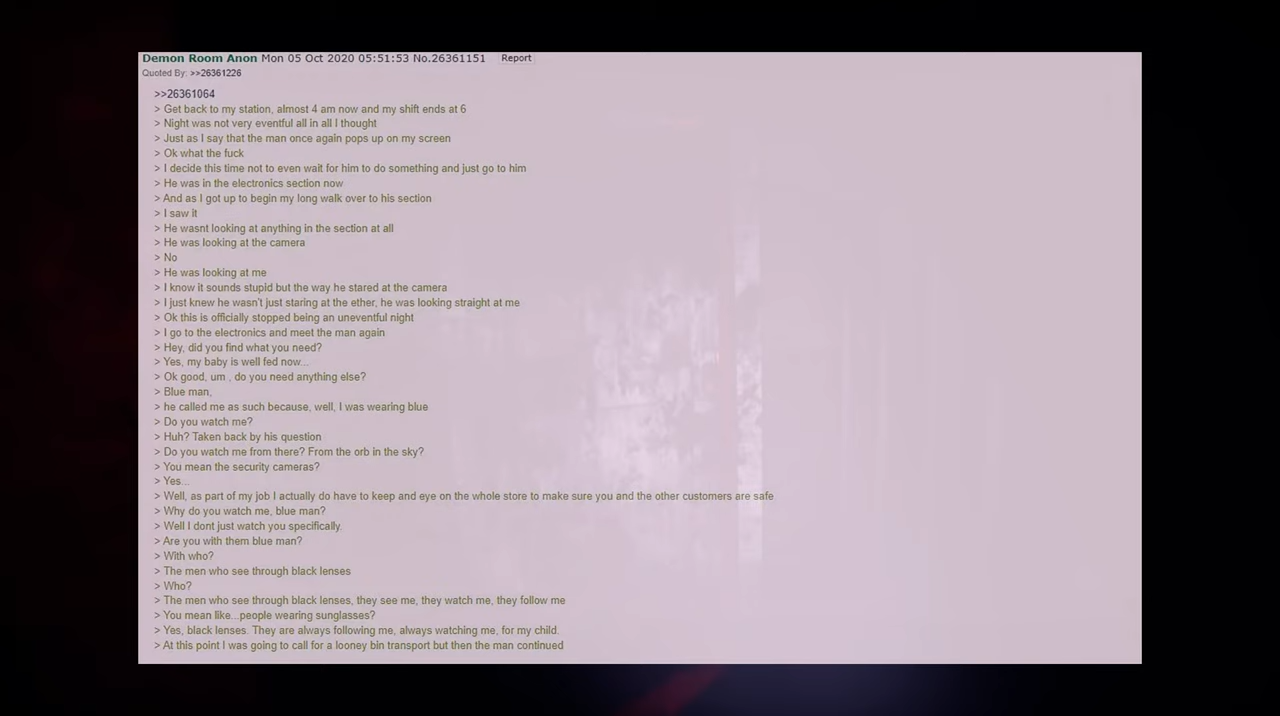 Demon Room Anon Mon 05 Oct 2020 05:51:53 No.26361151 Report
Quoted By: >>26361226
>>26361064
> Get back to my station, almost 4 am now and my shift ends at 6
> Night was not very eventful all in all I thought
> Just as I say that the man once again pops up on my screen
> Ok what the fuck
> I decide this time not to even wait for him to do something and just go to him
> He was in the electronics section now
> And as I got up to begin my long walk over to his section
> I saw it
> He wasnt looking at anything in the section at all
> He was looking at the camera
> No
> He was looking at me
> I know it sounds stupid but the way he stared at the camera
> I just knew he wasn't just staring at the ether, he was looking straight at me
> Ok this is officially stopped being an uneventful night
> I go to the electronics and meet the man again
> Hey, did you find what you need?
> Yes, my baby is well fed now...
> Ok good, um , do you need anything else?
> Blue man,
> he called me as such because, well, I was wearing blue
> Do you watch me?
> Huh? Taken back by his question
> Do you watch me from there? From the orb in the sky?
> You mean the security cameras?
> Yes...
> Well, as part of my job I actually do have to keep and eye on the whole store to make sure you and the other customers are safe
> Why do you watch me, blue man?
> Well I dont just watch you specifically.
> Are you with them blue man?
> With who?
> The men who see through black lenses
> Who?
> The men who see through black lenses, they see me, they watch me, they follow me
> You mean like...people wearing sunglasses?
> Yes, black lenses. They are always following me, always watching me, for my child.
> At this point I was going to call for a looney bin transport but then the man continued